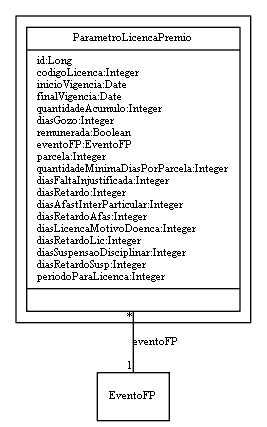 ParametroLicencaPremio
id:Long
codigoLicenca:Integer
inicioVigencia:Date
finalVigencia:Date
quantidadeAcumulo:Integer
diasGozo:Integer
remunerada:Boolean
eventoFP:EventoFP
parcela:Integer
quantidadeMinimaDiasPorParcela:Integer
diasFaltaInjustificada:Integer
diasRetardo:Integer
diasAfastInterParticular:Integer
diasRetardoAfas:Integer
diasLicencaMotivoDoenca:Integer
diasRetardoLic:Integer
diasSuspensaoDisciplinar:Integer
diasRetardoSusp:Integer
periodoParaLicenca:Integer
*
eventoFP
1
EventoFP